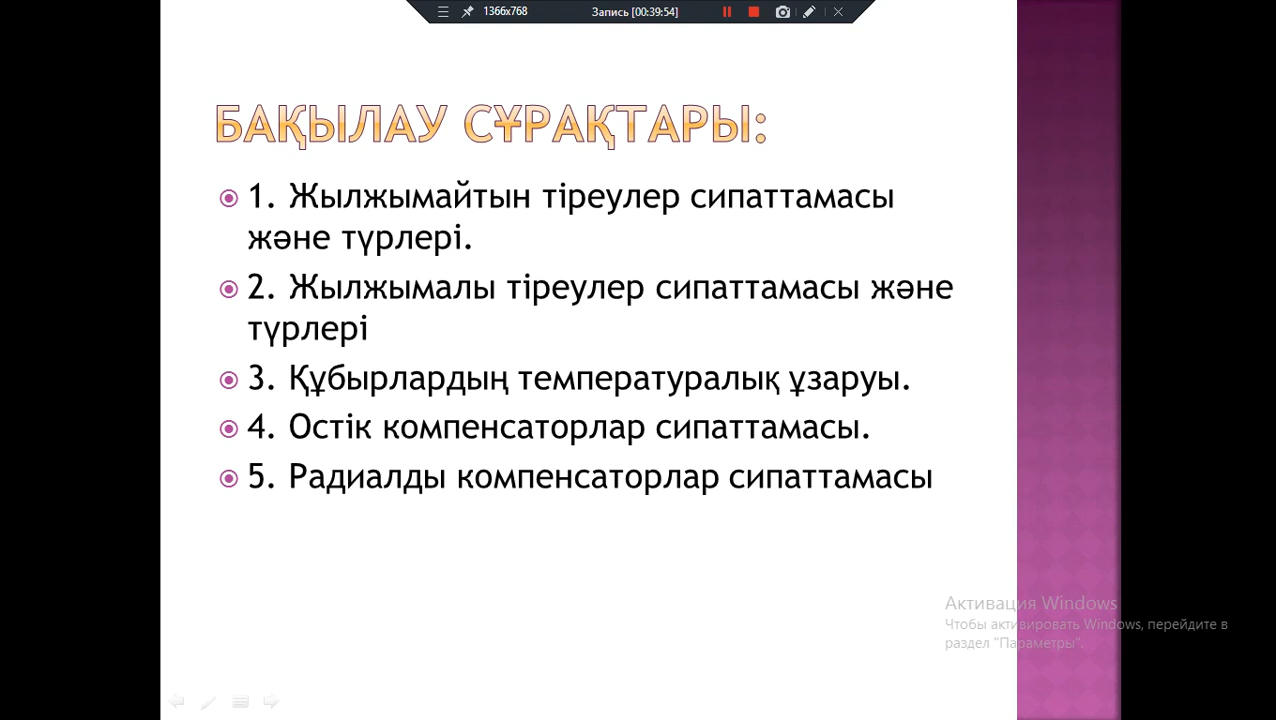 1366x768 Запись [00:39:54]
БАҚЫЛАУ СҰРАҚТАРЫ:
1. Жылжымайтын тіреулер сипаттамасы
және түрлері.
2. Жылжымалы тіреулер сипаттамасы және
түрлері
3. Құбырлардың температуралық ұзаруы.
4. Остік компенсаторлар сипаттамасы.
5. Радиалды компенсаторлар сипаттамасы
Активация Windows
Чтобы активировать Windows, перейдите в
раздел "Параметры".